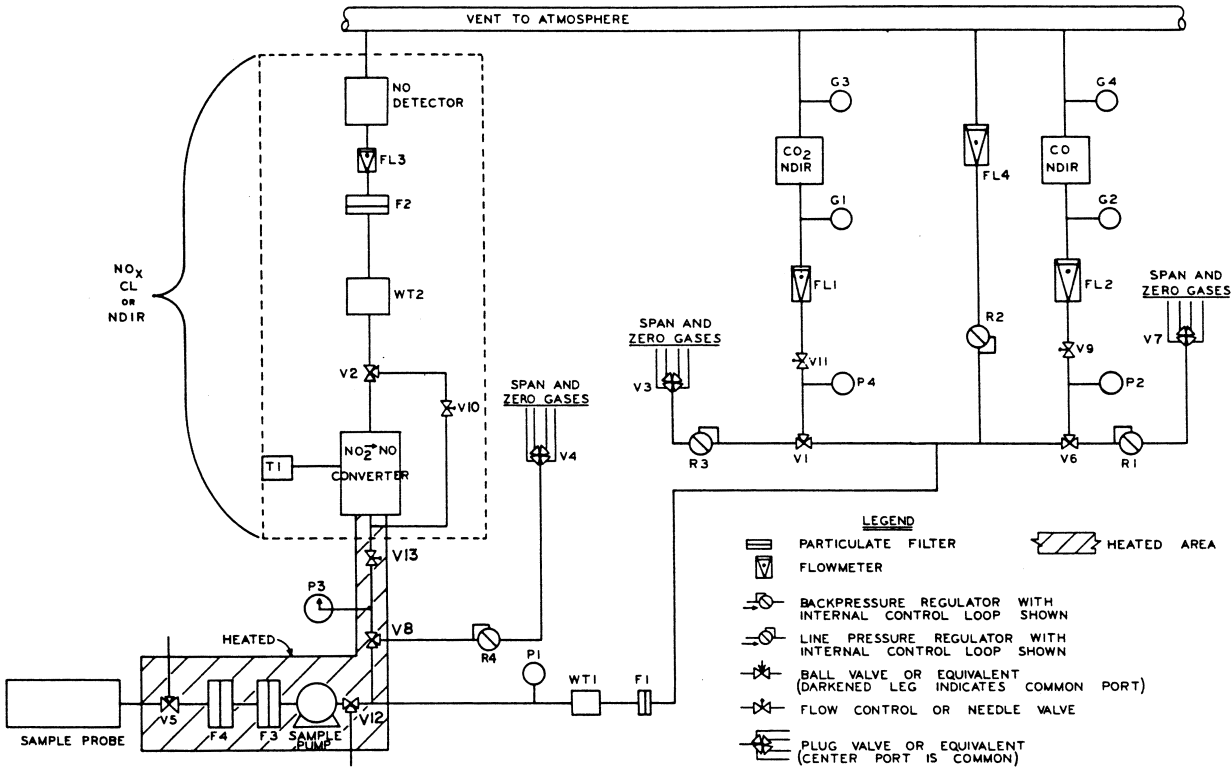 VENT TO ATMOSPHERE
NO
DETECTOR
FL3
F2
NOX
CL
OR
NDIR
WT2
V2
V10
NO2→NO
CONVERTER
T1
V13
P3
V8
HEATED
R4
SPAN AND
ZERO GASES
V4
P1
WT1
F1
V12
SAMPLE
PUMP
F3
F4
V5
SAMPLE PROBE
G3
CO2
NDIR
G1
FL1
V11
P4
V1
SPAN AND
ZERO GASES
V3
R3
FL4
R2
G4
CO
NDIR
G2
FL2
V9
P2
V6
R1
SPAN AND
ZERO GASES
V7
LEGEND
PARTICULATE FILTER
HEATED AREA
FLOWMETER
BACKPRESSURE REGULATOR WITH
INTERNAL CONTROL LOOP SHOWN
LINE PRESSURE REGULATOR WITH
INTERNAL CONTROL LOOP SHOWN
BALL VALVE OR EQUIVALENT
(DARKENED LEG INDICATES COMMON PORT)
FLOW CONTROL OR NEEDLE VALVE
PLUG VALVE OR EQUIVALENT
(CENTER PORT IS COMMON)